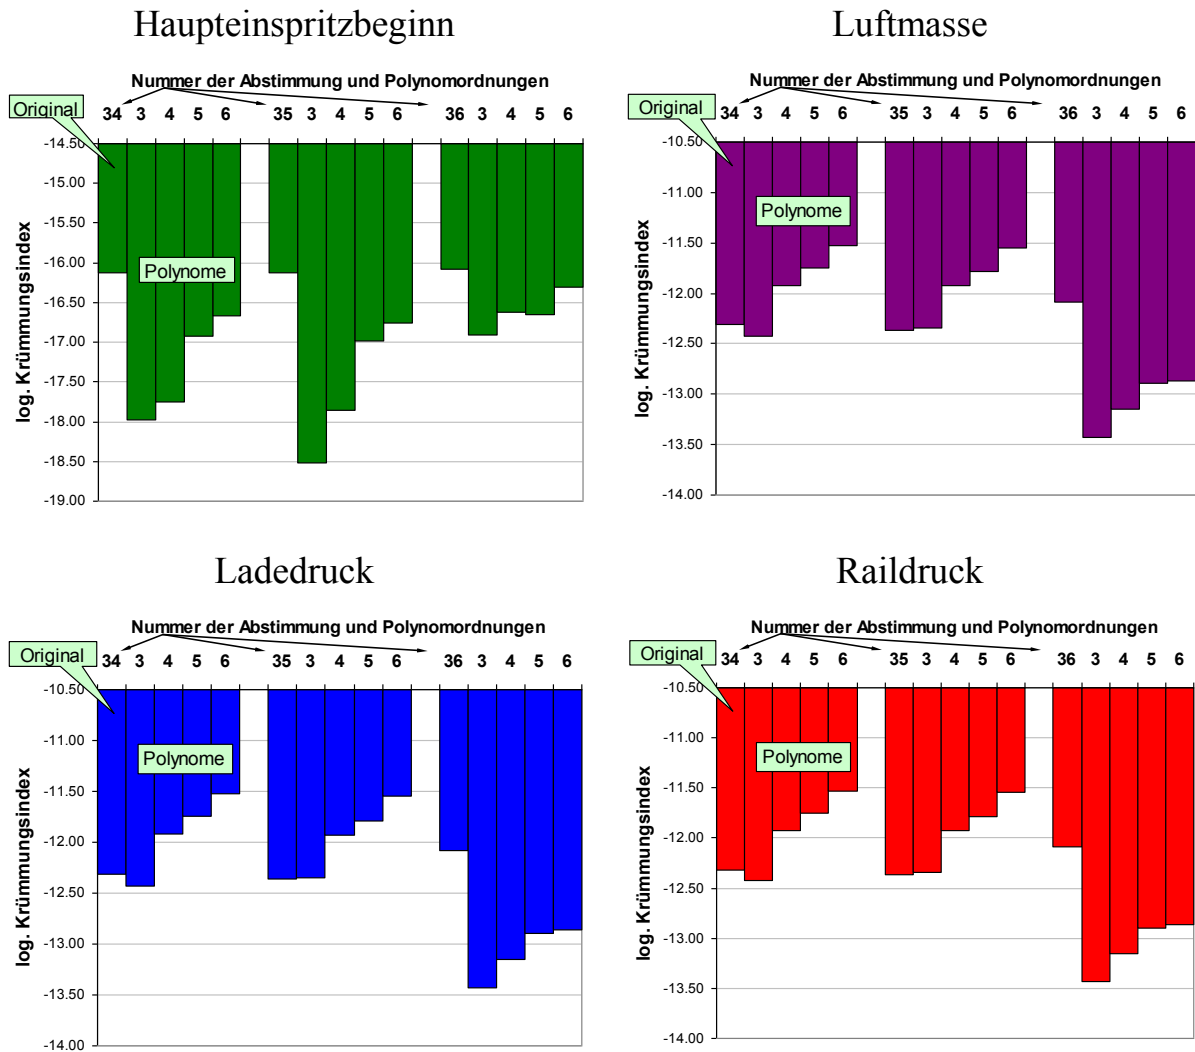 Haupteinspritzbeginn
Nummer der Abstimmung und Polynomordnungen
Original
34 3 4 5 6 35 3 4 5 6 36 3 4 5 6
-14.50
-15.00
-15.50
-16.00
-16.50
-17.00
-17.50
-18.00
-18.50
-19.00
log. Krümmungsindex
Polynome
Luftmasse
Nummer der Abstimmung und Polynomordnungen
Original
34 3 4 5 6 35 3 4 5 6 36 3 4 5 6
-10.50
-11.00
-11.50
-12.00
-12.50
-13.00
-13.50
-14.00
log. Krümmungsindex
Polynome
Ladedruck
Nummer der Abstimmung und Polynomordnungen
Original
34 3 4 5 6 35 3 4 5 6 36 3 4 5 6
-10.50
-11.00
-11.50
-12.00
-12.50
-13.00
-13.50
-14.00
log. Krümmungsindex
Polynome
Raildruck
Nummer der Abstimmung und Polynomordnungen
Original
34 3 4 5 6 35 3 4 5 6 36 3 4 5 6
-10.50
-11.00
-11.50
-12.00
-12.50
-13.00
-13.50
-14.00
log. Krümmungsindex
Polynome